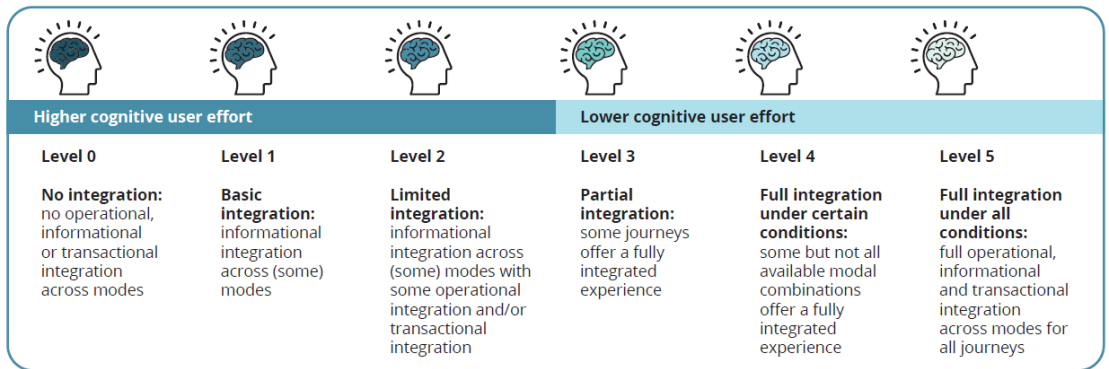 Higher cognitive user effort
Lower cognitive user effort
Level 0
No integration:
no operational,
informational
or transactional
integration
across modes
Level 1
Basic
integration:
informational
integration
across (some)
modes
Level 2
Limited
integration:
informational
integration across
(some) modes with
some operational
integration and/or
transactional
integration
Level 3
Partial
integration:
some journeys
offer a fully
integrated
experience
Level 4
Full integration
under certain
conditions:
some but not all
available modal
combinations
offer a fully
integrated
experience
Level 5
Full integration
under all
conditions:
full operational,
informational
and transactional
integration
across modes for
all journeys